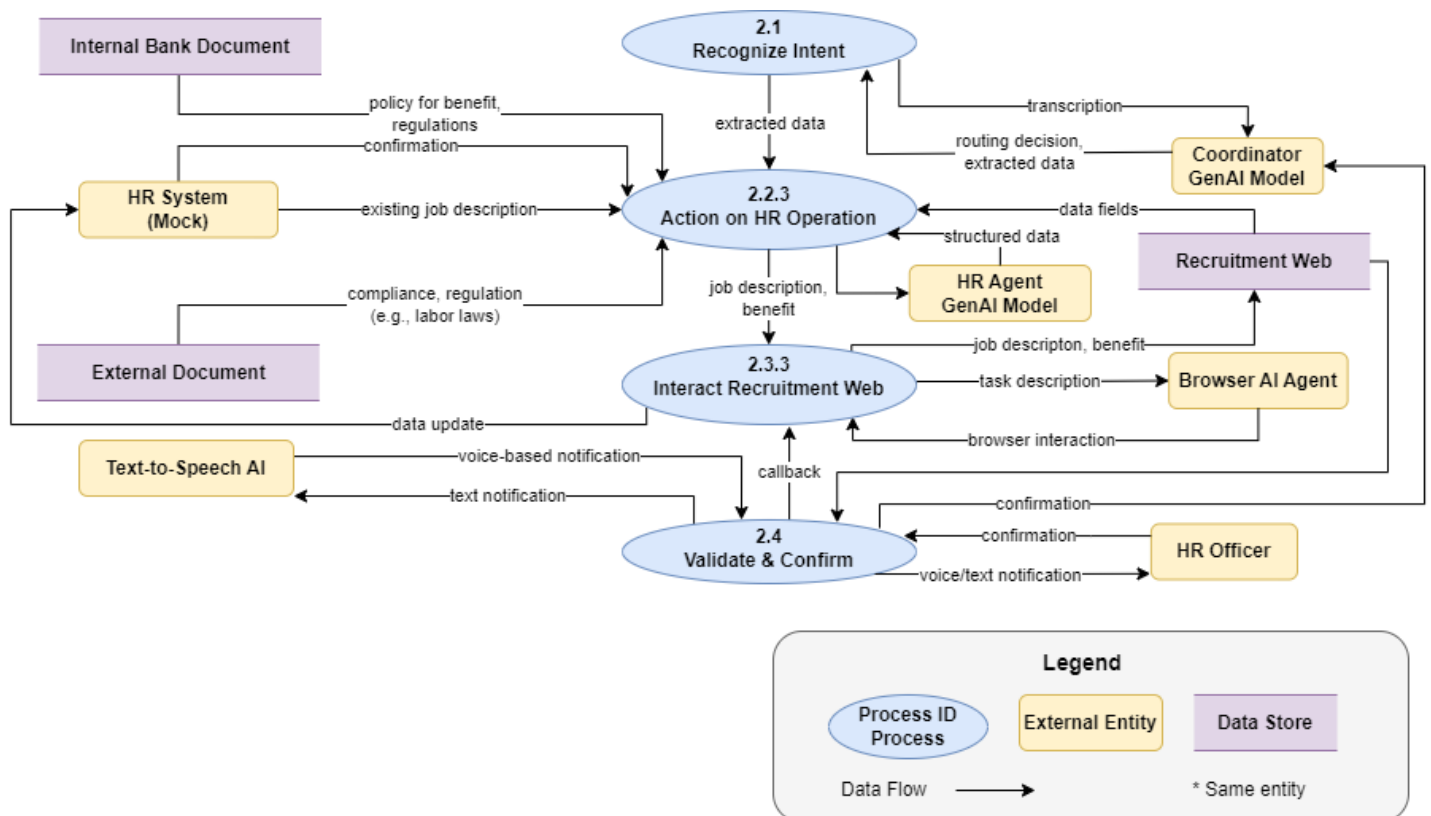 2.1
Recognize Intent
Internal Bank Document
policy for benefit,
regulations
extracted data
transcription
routing decision,
extracted data
Coordinator
GenAI Model
confirmation
HR System
(Mock)
existing job description
2.2.3
Action on HR Operation
data fields
structured data
Recruitment Web
HR Agent
GenAI Model
compliance, regulation
(e.g., labor laws)
job description,
benefit
External Document
2.3.3
Interact Recruitment Web
job descripton, benefit
task description
Browser AI Agent
data update
browser interaction
Text-to-Speech AI
voice-based notification
callback
text notification
confirmation
2.4
Validate & Confirm
confirmation
HR Officer
voice/text notification
Legend
Process ID
Process
External Entity
Data Store
Data Flow
* Same entity